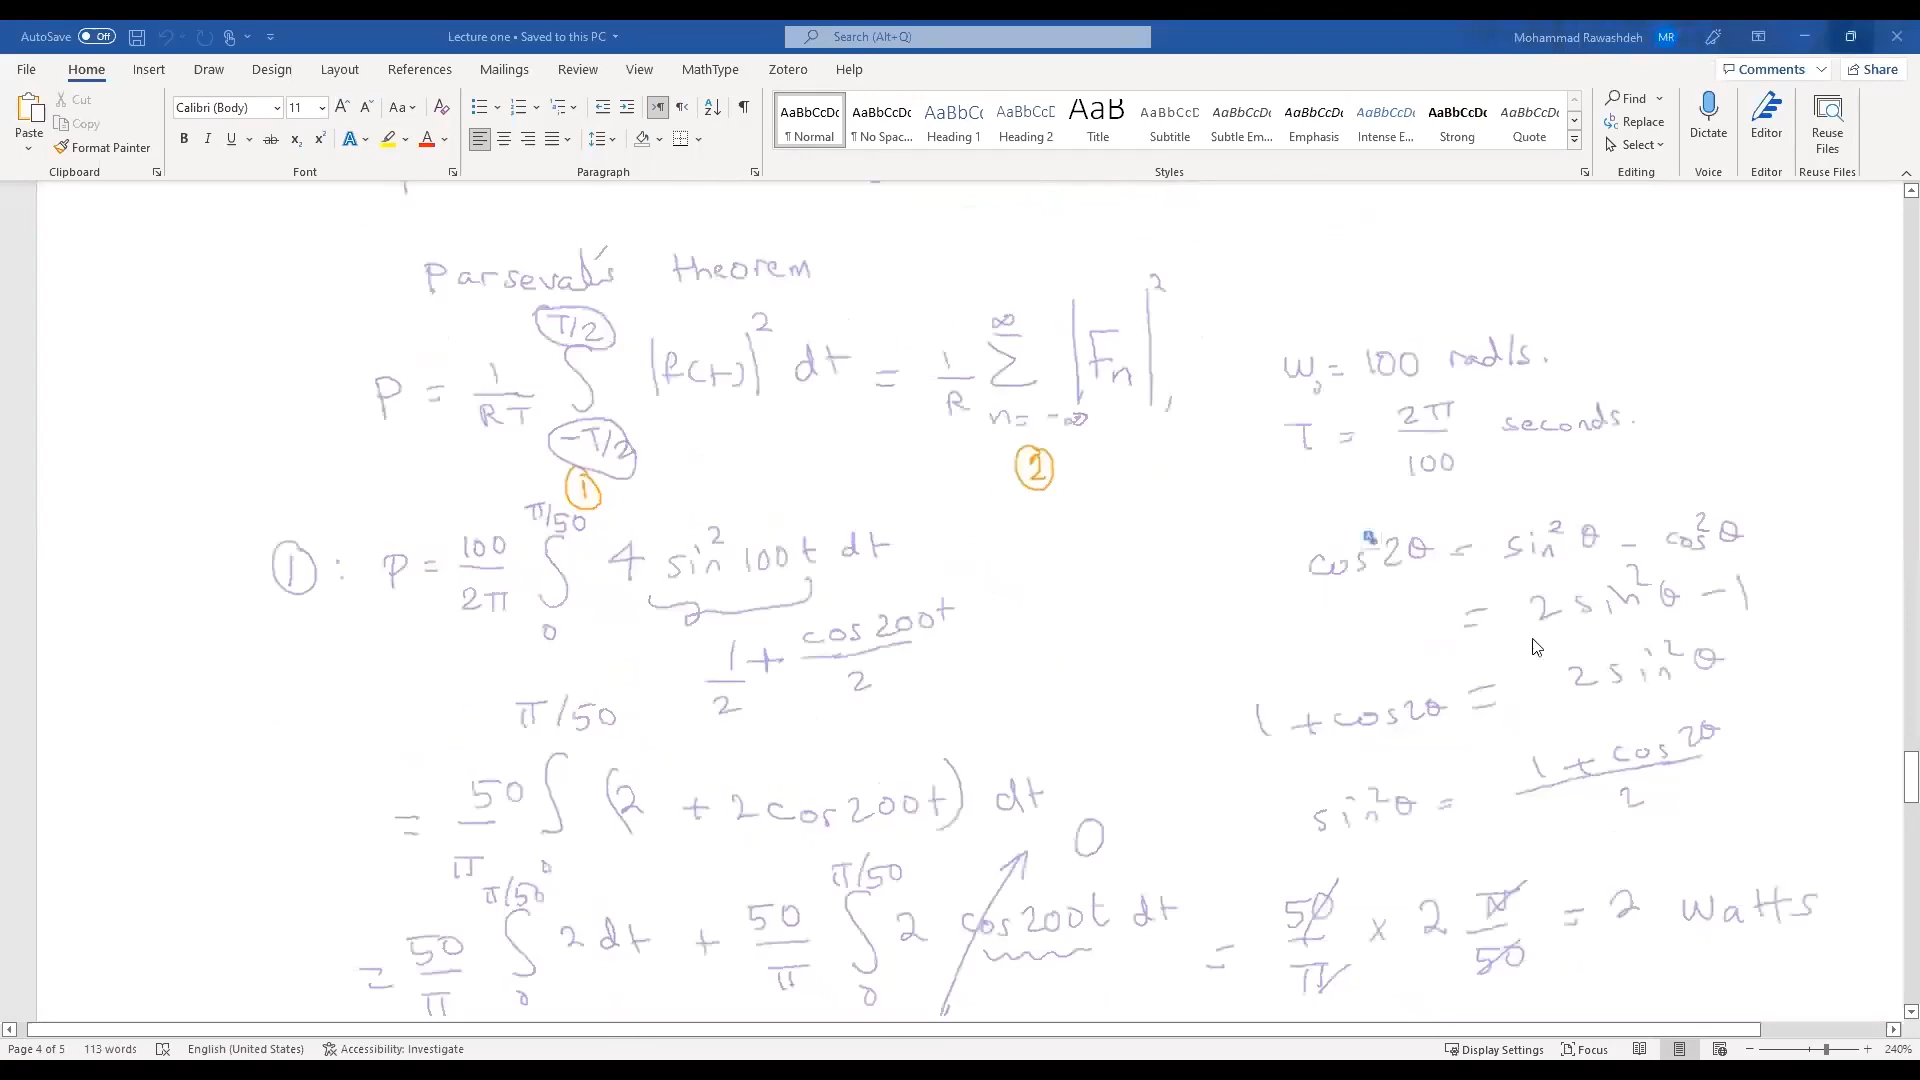 AutoSave Off
Lecture one • Saved to this PC
Search (Alt+Q)
Mohammad Rawashdeh MR
File Home Insert Draw Design Layout References Mailings Review View MathType Zotero Help
Comments Share
Paste
Cut
Copy
Format Painter
Clipboard
Calibri (Body) 11
Font
Paragraph
AaBbCcDc AaBbCcDc AaBbC( AaBbCcD AaB AaBbCcD AaBbCcDc AaBbCcDc AaBbCcDc AaBbCcDc AaBbCcDc
¶ Normal ¶ No Spac... Heading 1 Heading 2 Title Subtitle Subtle Em... Emphasis Intense E... Strong Quote
Styles
Find
Replace
Select
Editing
Dictate
Voice
Editor
Editor
Reuse Files
Reuse Files
Parseval's theorem
P = 1/RT ∫_{-T/2}^{T/2} |f(t)|² dt = 1/R Σ_{n=-∞}^{∞} |Fn|²,
① ②
ω₀ = 100 rad/s.
T = 2π/100 seconds.
① : P = 100/2π ∫_0^{π/50} 4 sin² 100t dt
1/2 + cos 200t/2
cos 2θ = sin² θ - cos² θ
= 2 sin² θ - 1
1 + cos 2θ = 2 sin² θ
sin² θ = 1 + cos 2θ / 2
= 50/π ∫_0^{π/50} (2 + 2 cos 200t) dt
= 50/π ∫_0^{π/50} 2 dt + 50/π ∫_0^{π/50} 2 cos 200t dt 0 = 50/π × 2 π/50 = 2 Watts
Page 4 of 5 113 words English (United States) Accessibility: Investigate
Display Settings Focus 240%